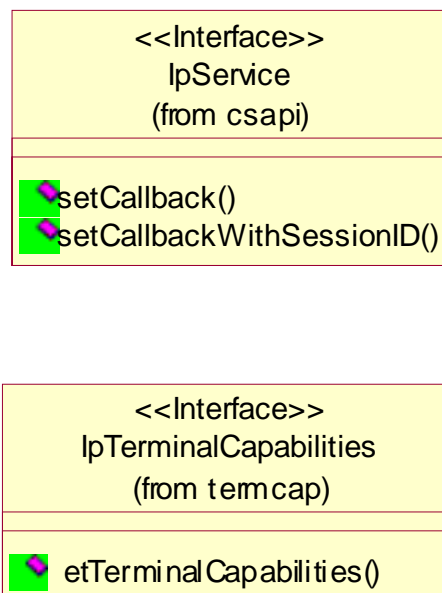 <<Interface>>
IpService
(from csapi)
setCallback()
setCallbackWithSessionID()
<<Interface>>
IpTerminalCapabilities
(from termcap)
etTerminalCapabilities()